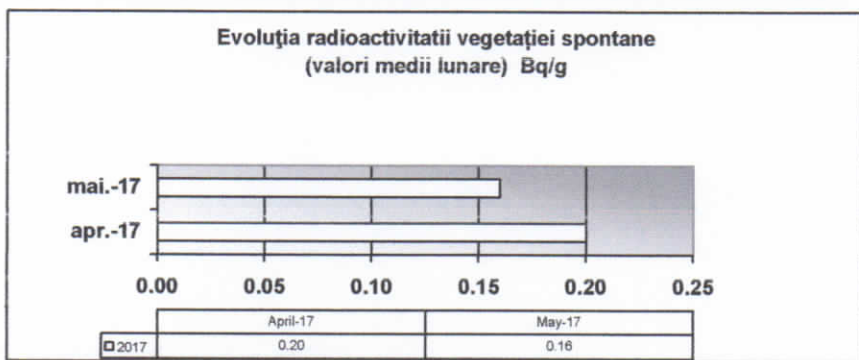 Evoluţia radioactivitatii vegetației spontane
(valori medii lunare) Bq/g
mai.-17
apr.-17
0.00 0.05 0.10 0.15 0.20 0.25
April-17 May-17
2017 0.20 0.16